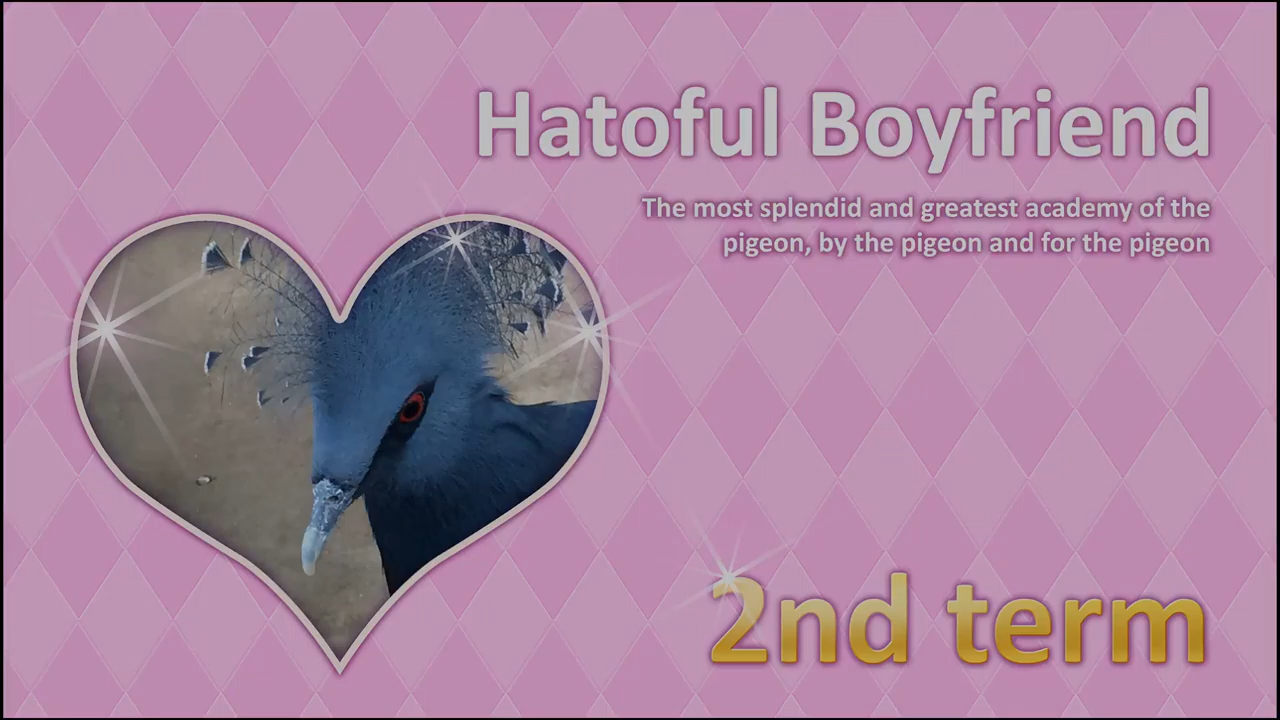 Hatoful Boyfriend
The most splendid and greatest academy of the
pigeon, by the pigeon and for the pigeon
2nd term